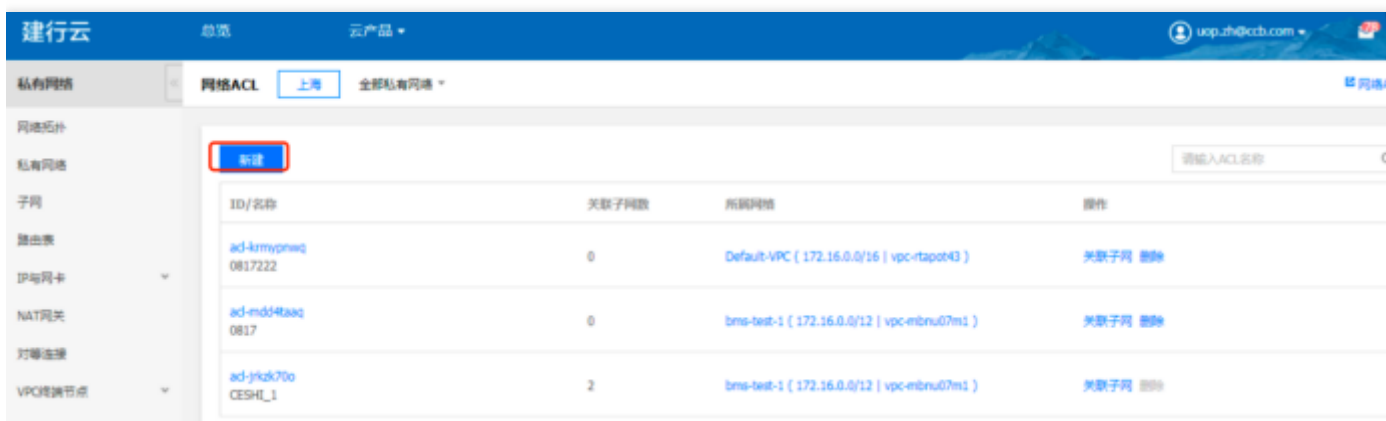 建行云 总览 云产品 uop.zh@ccb.com
私有网络 网络ACL 上海 全部私有网络
网络拓扑
私有网络
子网
路由表
IP与网卡
NAT网关
对等连接
VPC终端节点
新建 请输入ACL名称
ID/名称 关联子网数 所属网络 操作
acl-krmypnwq 0 Default-VPC ( 172.16.0.0/16 | vpc-rtapot43 ) 关联子网 删除
0817222
acl-mdd4taaq 0 bms-test-1 ( 172.16.0.0/12 | vpc-mbnu07m1 ) 关联子网 删除
0817
acl-jrkzk70o 2 bms-test-1 ( 172.16.0.0/12 | vpc-mbnu07m1 ) 关联子网 删除
CESHI_1